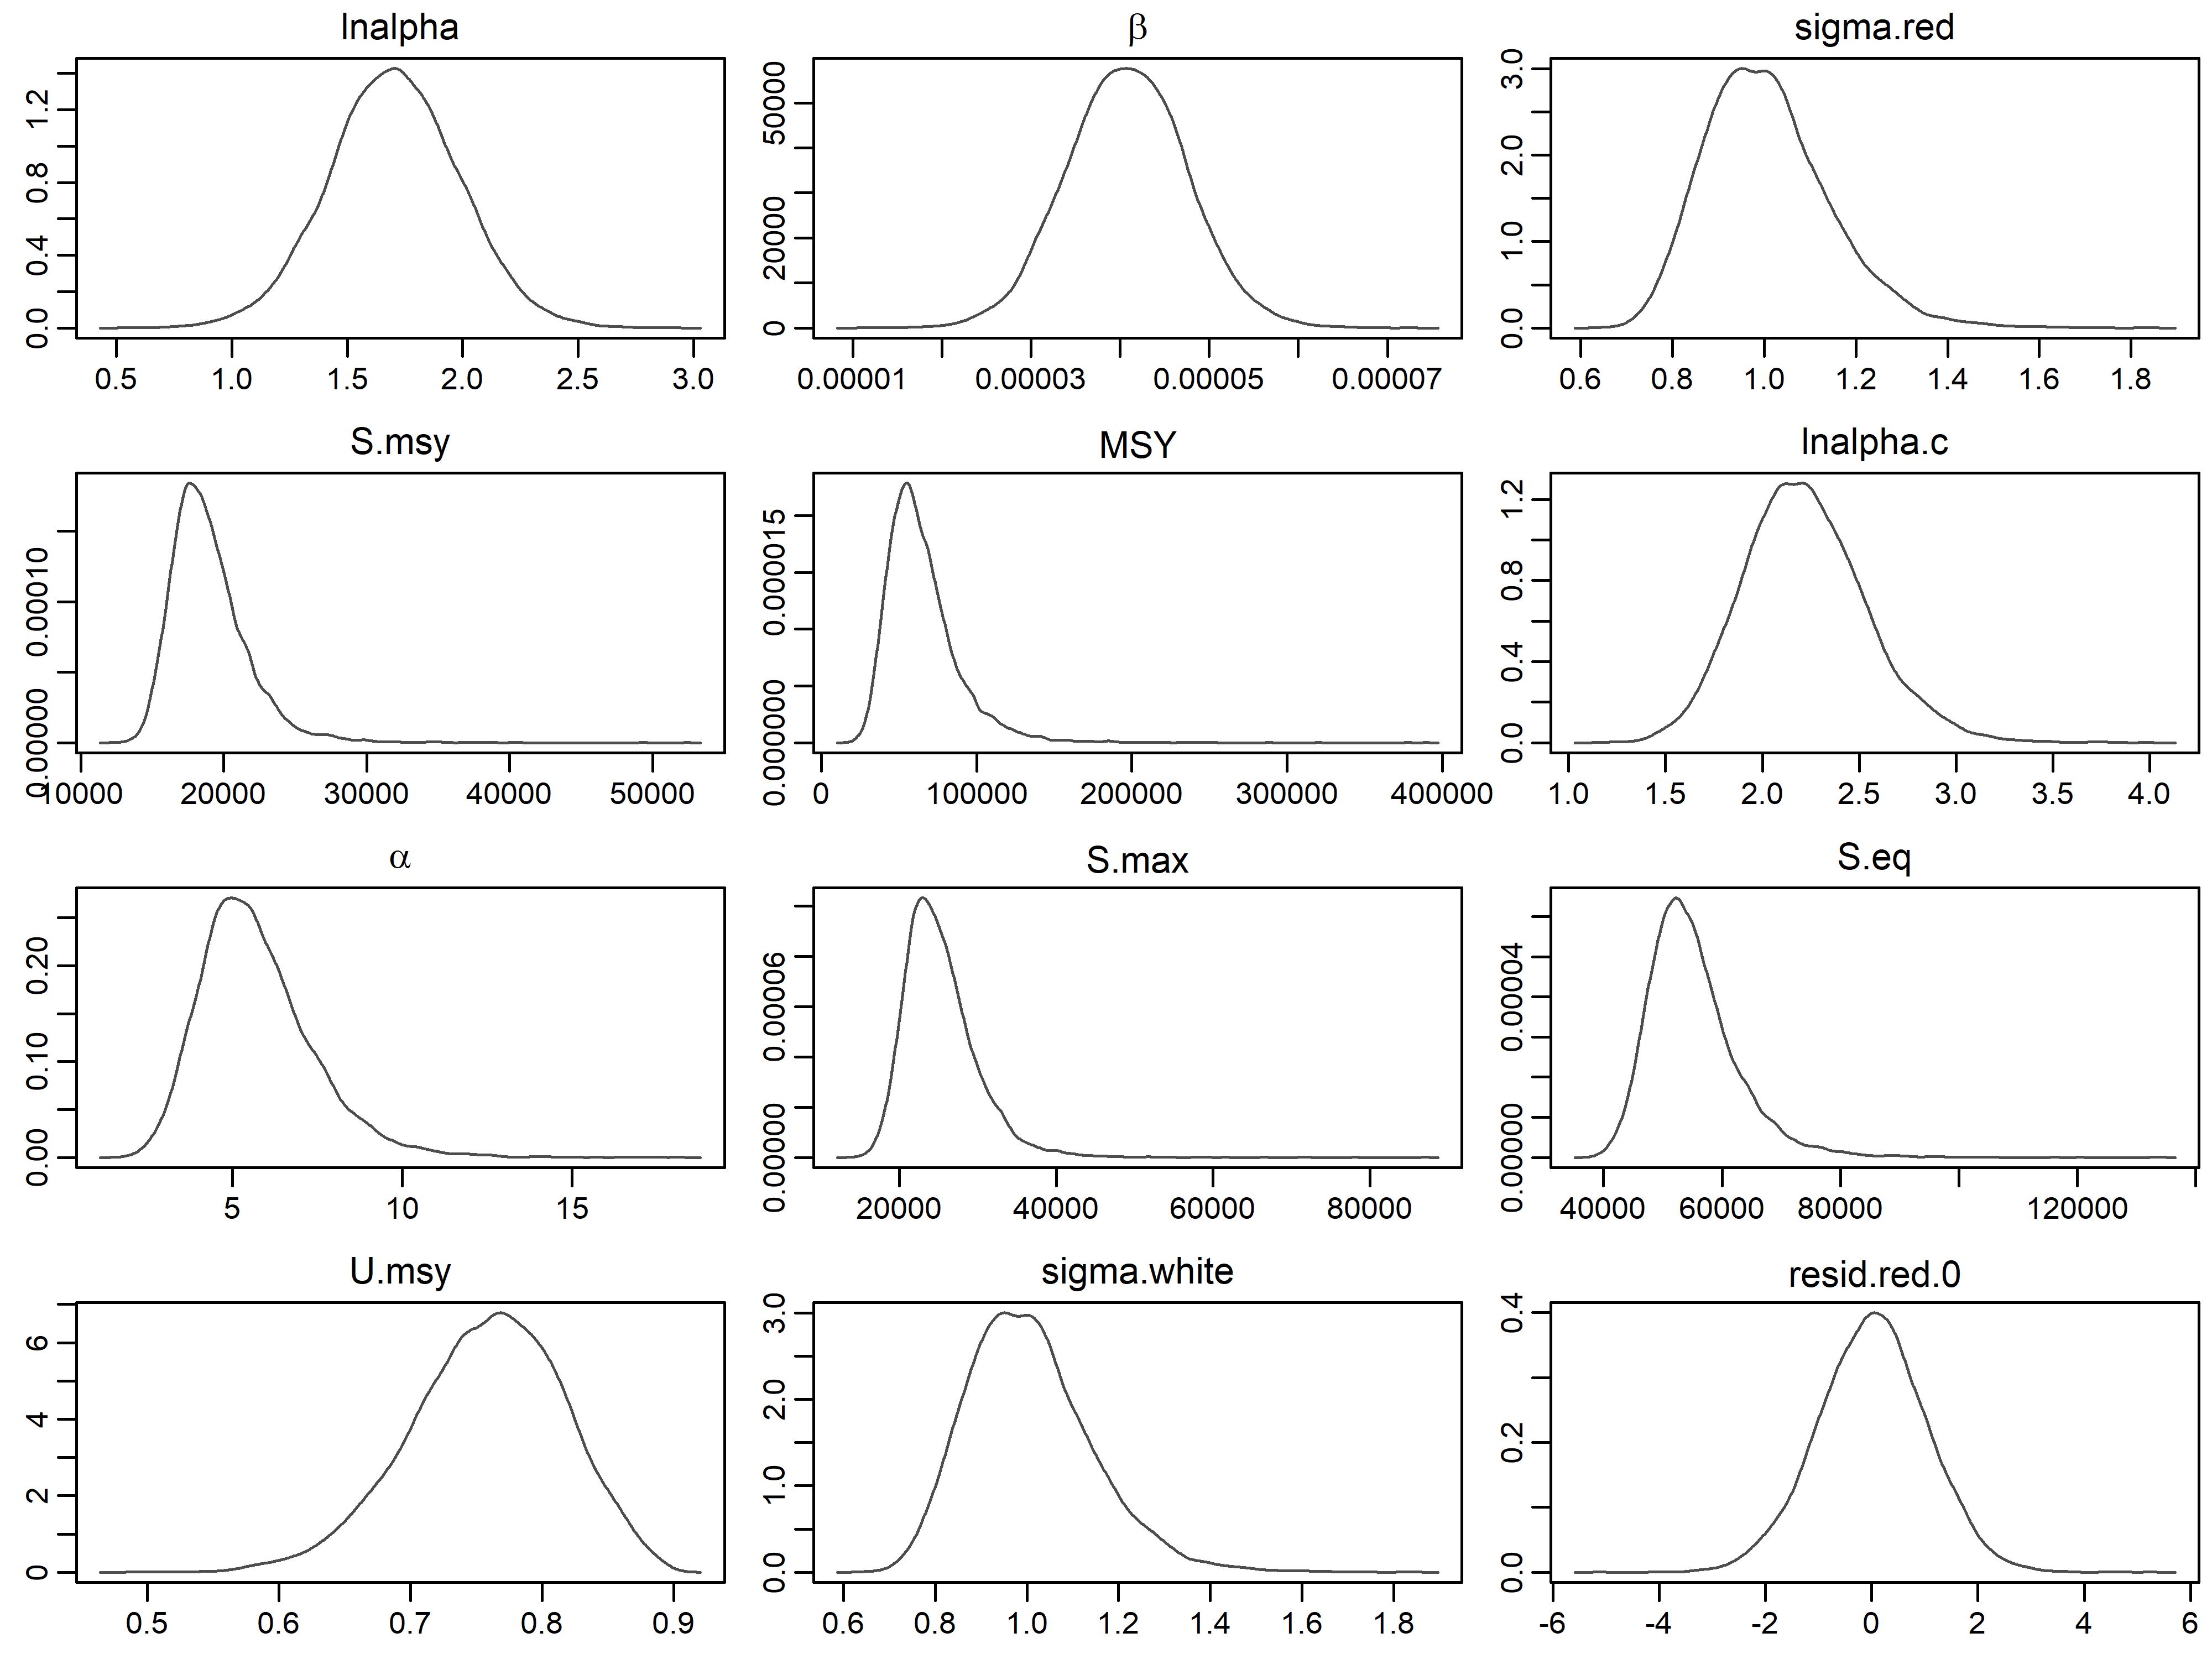 lnalpha
β
sigma.red
0.0 0.4 0.8 1.2
0 20000 50000
0.0 1.0 2.0 3.0
0.5 1.0 1.5 2.0 2.5 3.0
0.00001 0.00003 0.00005 0.00007
0.6 0.8 1.0 1.2 1.4 1.6 1.8
S.msy
MSY
lnalpha.c
0.00000 0.00010
0.000000 0.000015
0.0 0.4 0.8 1.2
10000 20000 30000 40000 50000
0 100000 200000 300000 400000
1.0 1.5 2.0 2.5 3.0 3.5 4.0
α
S.max
S.eq
0.00 0.10 0.20
0.00000 0.00006
0.00000 0.00004
5 10 15
20000 40000 60000 80000
40000 60000 80000 120000
U.msy
sigma.white
resid.red.0
0 2 4 6
0.0 1.0 2.0 3.0
0.0 0.2 0.4
0.5 0.6 0.7 0.8 0.9
0.6 0.8 1.0 1.2 1.4 1.6 1.8
-6 -4 -2 0 2 4 6